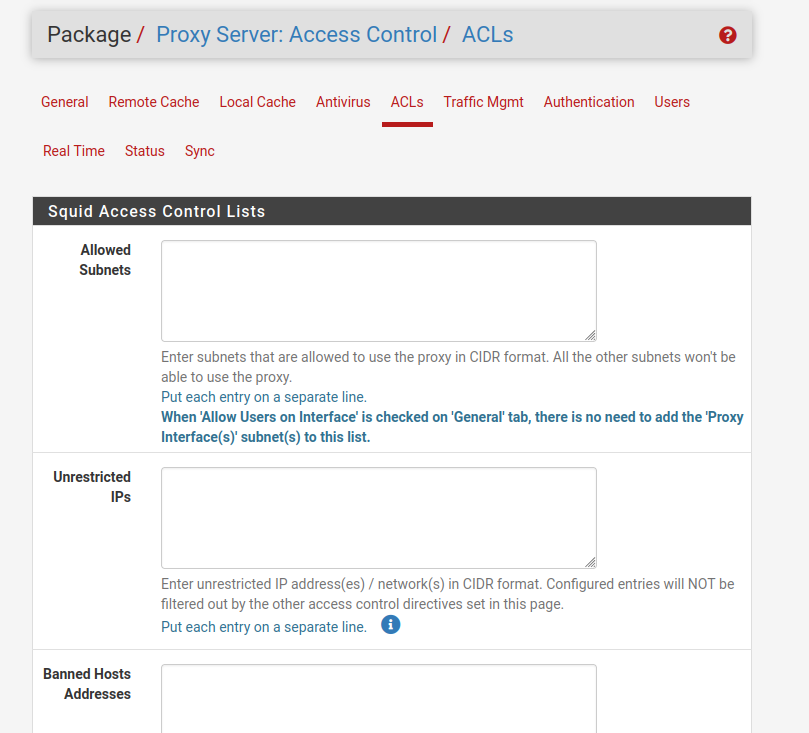 Package / Proxy Server: Access Control / ACLs
General Remote Cache Local Cache Antivirus ACLs Traffic Mgmt Authentication Users
Real Time Status Sync
Squid Access Control Lists
Allowed
Subnets
Enter subnets that are allowed to use the proxy in CIDR format. All the other subnets won't be
able to use the proxy.
Put each entry on a separate line.
When 'Allow Users on Interface' is checked on 'General' tab, there is no need to add the 'Proxy
Interface(s)' subnet(s) to this list.
Unrestricted
IPs
Enter unrestricted IP address(es) / network(s) in CIDR format. Configured entries will NOT be
filtered out by the other access control directives set in this page.
Put each entry on a separate line.
Banned Hosts
Addresses